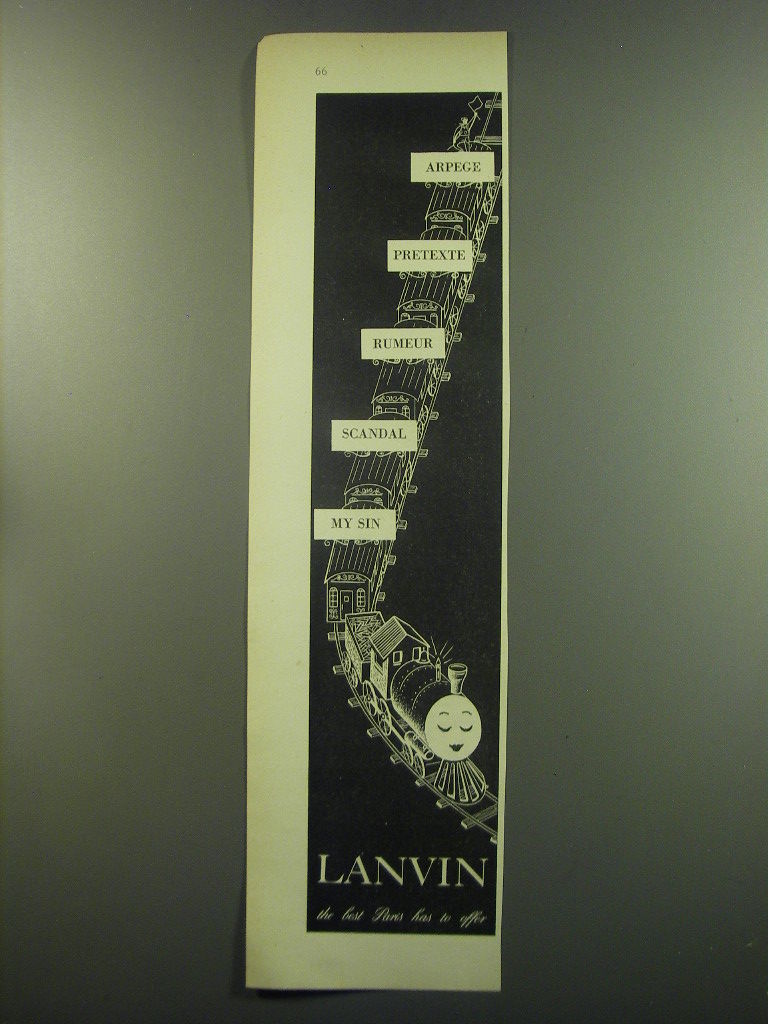 66
ARPEGE
PRETEXTE
RUMEUR
SCANDAL
MY SIN
LANVIN
the best Paris has to offer